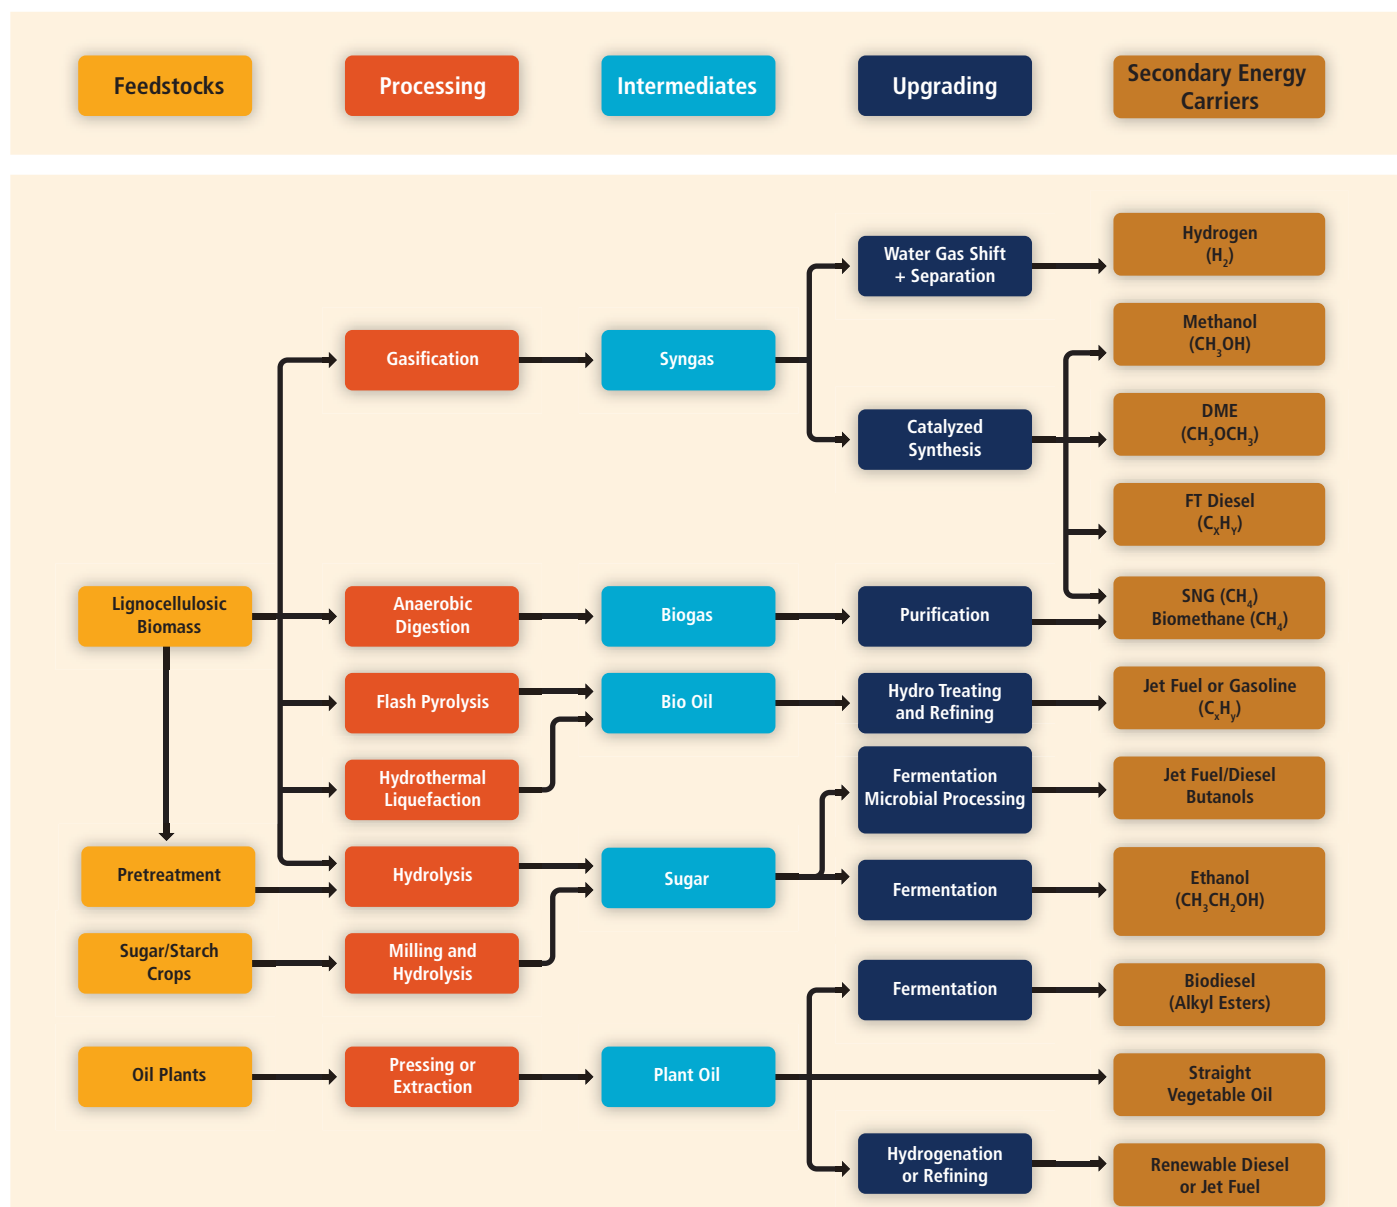 Feedstocks
Processing
Intermediates
Upgrading
Secondary Energy
Carriers
Water Gas Shift
+ Separation
Hydrogen
(H₂)
Gasification
Syngas
Methanol
(CH₃OH)
Catalyzed
Synthesis
DME
(CH₃OCH₃)
FT Diesel
(CₓHY)
Lignocellulosic
Biomass
Anaerobic
Digestion
Biogas
Purification
SNG (CH₄)
Biomethane (CH₄)
Flash Pyrolysis
Bio Oil
Hydro Treating
and Refining
Jet Fuel or Gasoline
(CₓHy)
Hydrothermal
Liquefaction
Fermentation
Microbial Processing
Jet Fuel/Diesel
Butanols
Pretreatment
Hydrolysis
Sugar
Fermentation
Ethanol
(CH₃CH₂OH)
Sugar/Starch
Crops
Milling and
Hydrolysis
Fermentation
Biodiesel
(Alkyl Esters)
Oil Plants
Pressing or
Extraction
Plant Oil
Straight
Vegetable Oil
Hydrogenation
or Refining
Renewable Diesel
or Jet Fuel